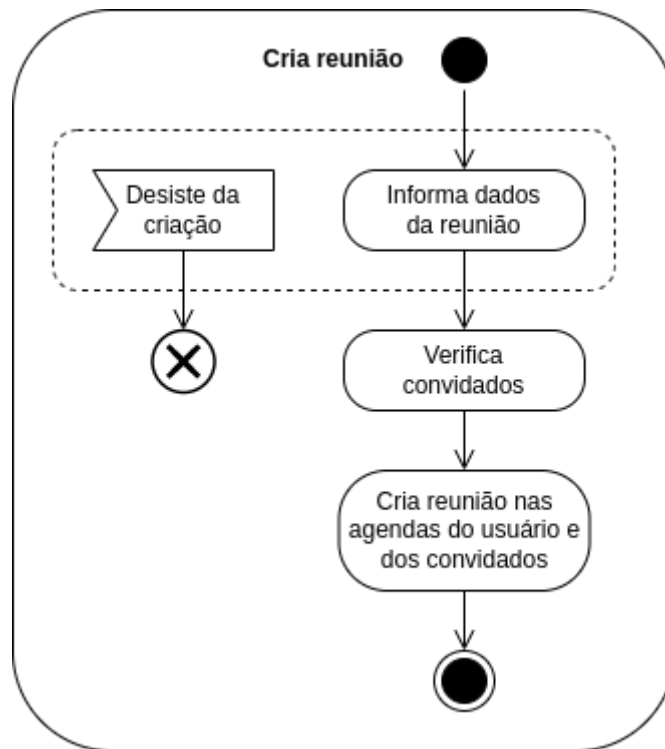 Cria reunião
Desiste da
criação
Informa dados
da reunião
Verifica
convidados
Cria reunião nas
agendas do usuário e
dos convidados